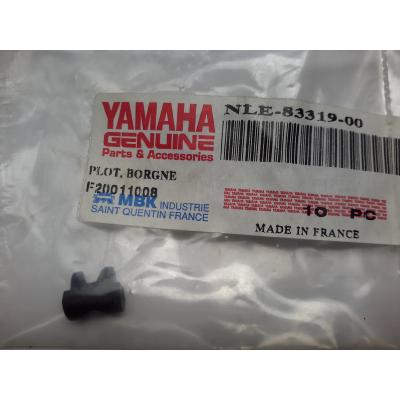 YAMAHA
GENUINE
Parts & Accessories
NLE-83319-00
PLOT, BORGNE
F20011008
MBK INDUSTRIE
SAINT QUENTIN FRANCE
10 PC
MADE IN FRANCE